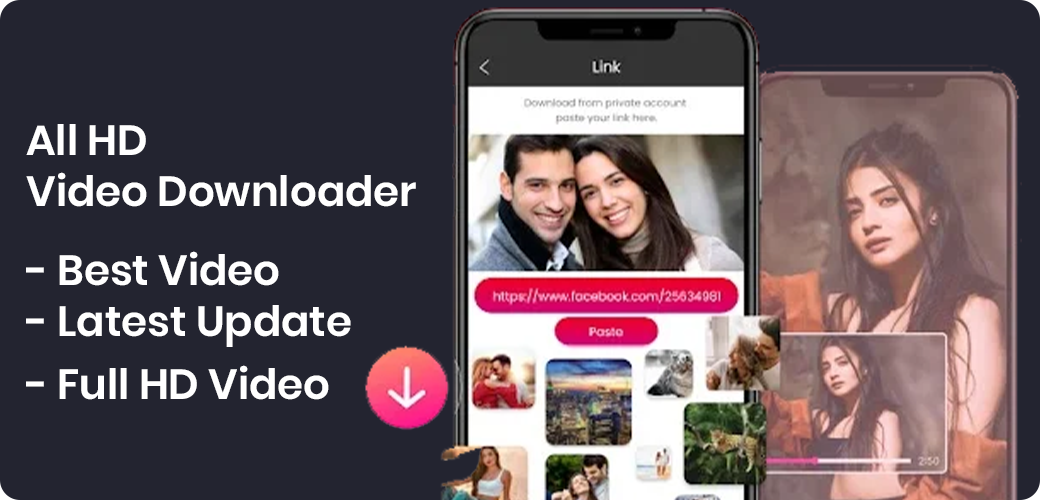 All HD
Video Downloader
- Best Video
- Latest Update
- Full HD Video
Link
Download from private account
paste your link here.
https://www.facebook.com/25634981
Paste
2:50